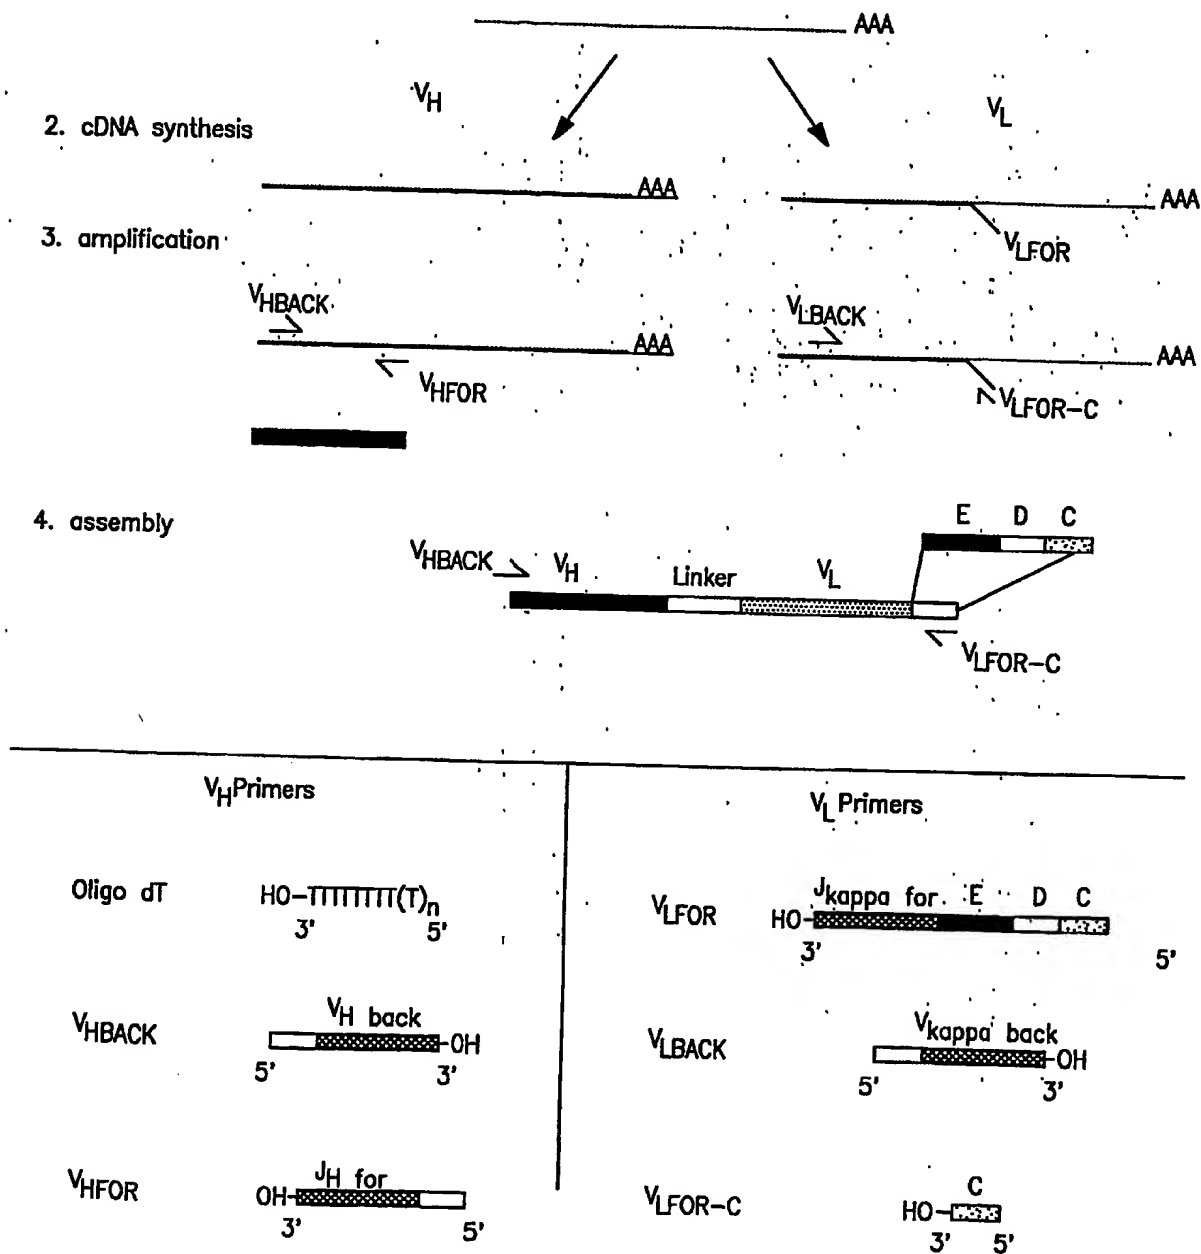 AAA
VH
VL
2. cDNA synthesis
AAA
AAA
VLFOR
3. amplification
VHBACK
VLBACK
AAA
AAA
VHFOR
VLFOR-C
4. assembly
E D C
VHBACK
VH
Linker
VL
VLFOR-C
VH Primers
VL Primers
Oligo dT
HO-TTTTTTTT(T)n
3' 5'
VLFOR
Jkappa for E D C
HO-
3' 5'
VHBACK
VH back
-OH
5' 3'
VLBACK
Vkappa back
-OH
5' 3'
VHFOR
JH for
OH-
3' 5'
VLFOR-C
C
HO-
3' 5'